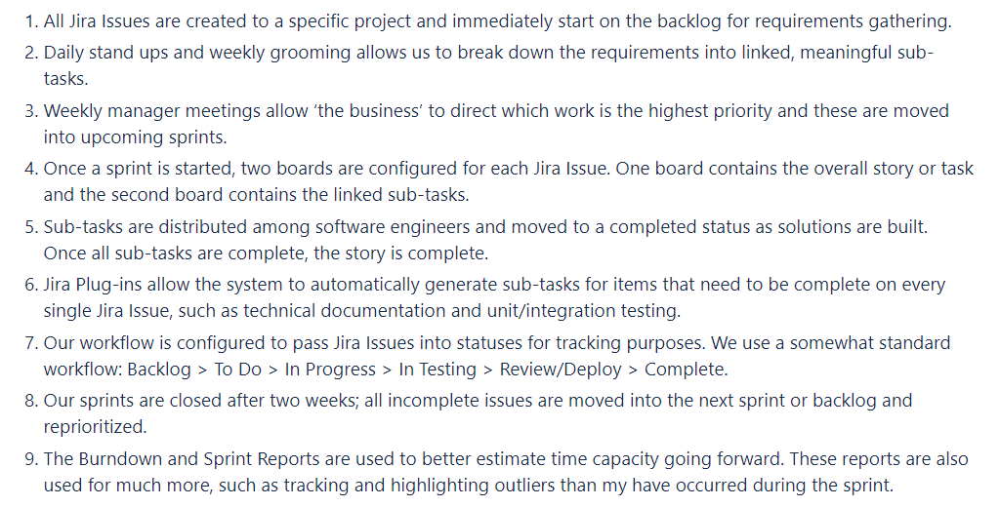 1. All Jira Issues are created to a specific project and immediately start on the backlog for requirements gathering.
2. Daily stand ups and weekly grooming allows us to break down the requirements into linked, meaningful sub-
tasks.
3. Weekly manager meetings allow ‘the business’ to direct which work is the highest priority and these are moved
into upcoming sprints.
4. Once a sprint is started, two boards are configured for each Jira Issue. One board contains the overall story or task
and the second board contains the linked sub-tasks.
5. Sub-tasks are distributed among software engineers and moved to a completed status as solutions are built.
Once all sub-tasks are complete, the story is complete.
6. Jira Plug-ins allow the system to automatically generate sub-tasks for items that need to be complete on every
single Jira Issue, such as technical documentation and unit/integration testing.
7. Our workflow is configured to pass Jira Issues into statuses for tracking purposes. We use a somewhat standard
workflow: Backlog > To Do > In Progress > In Testing > Review/Deploy > Complete.
8. Our sprints are closed after two weeks; all incomplete issues are moved into the next sprint or backlog and
reprioritized.
9. The Burndown and Sprint Reports are used to better estimate time capacity going forward. These reports are also
used for much more, such as tracking and highlighting outliers than my have occurred during the sprint.